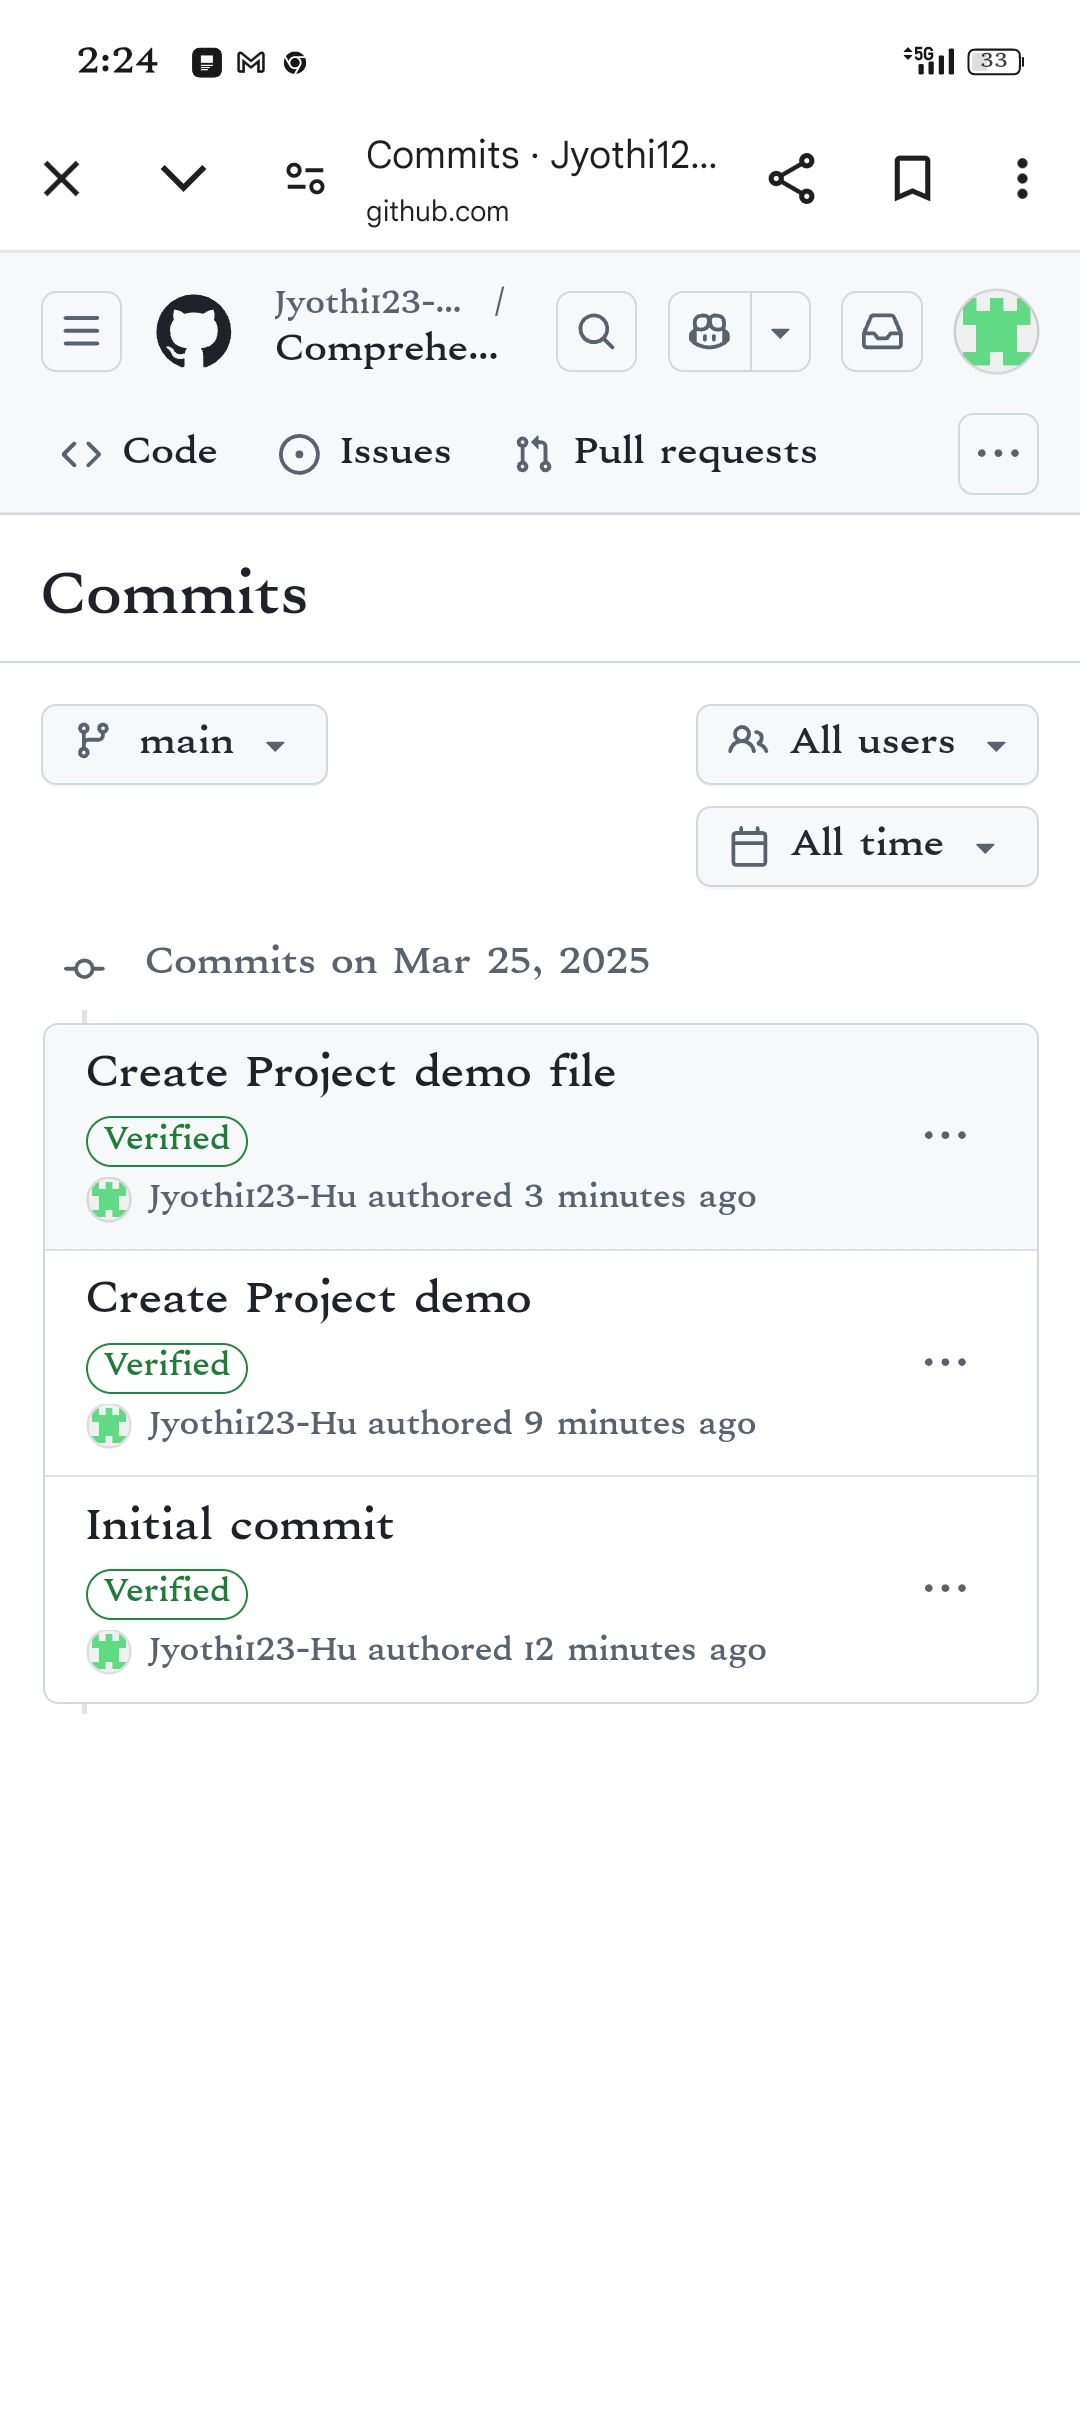 2:24
5G
33
Commits · Jyothi12...
github.com
Jyothi123-... /
Comprehe...
Code
Issues
Pull requests
Commits
main
All users
All time
Commits on Mar 25, 2025
Create Project demo file
Verified
Jyothi123-Hu authored 3 minutes ago
Create Project demo
Verified
Jyothi123-Hu authored 9 minutes ago
Initial commit
Verified
Jyothi123-Hu authored 12 minutes ago